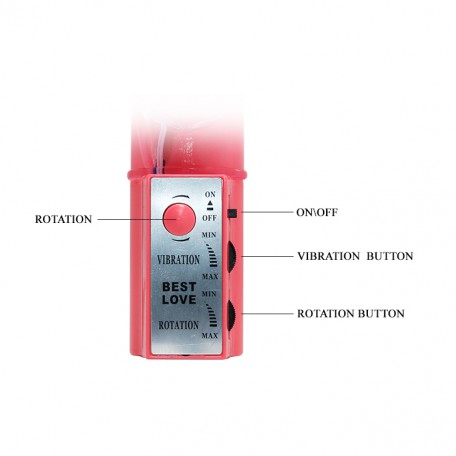 ON
OFF
ROTATION
ON\OFF
MIN
VIBRATION
VIBRATION BUTTON
MAX
BEST
LOVE
MIN
ROTATION
ROTATION BUTTON
MAX